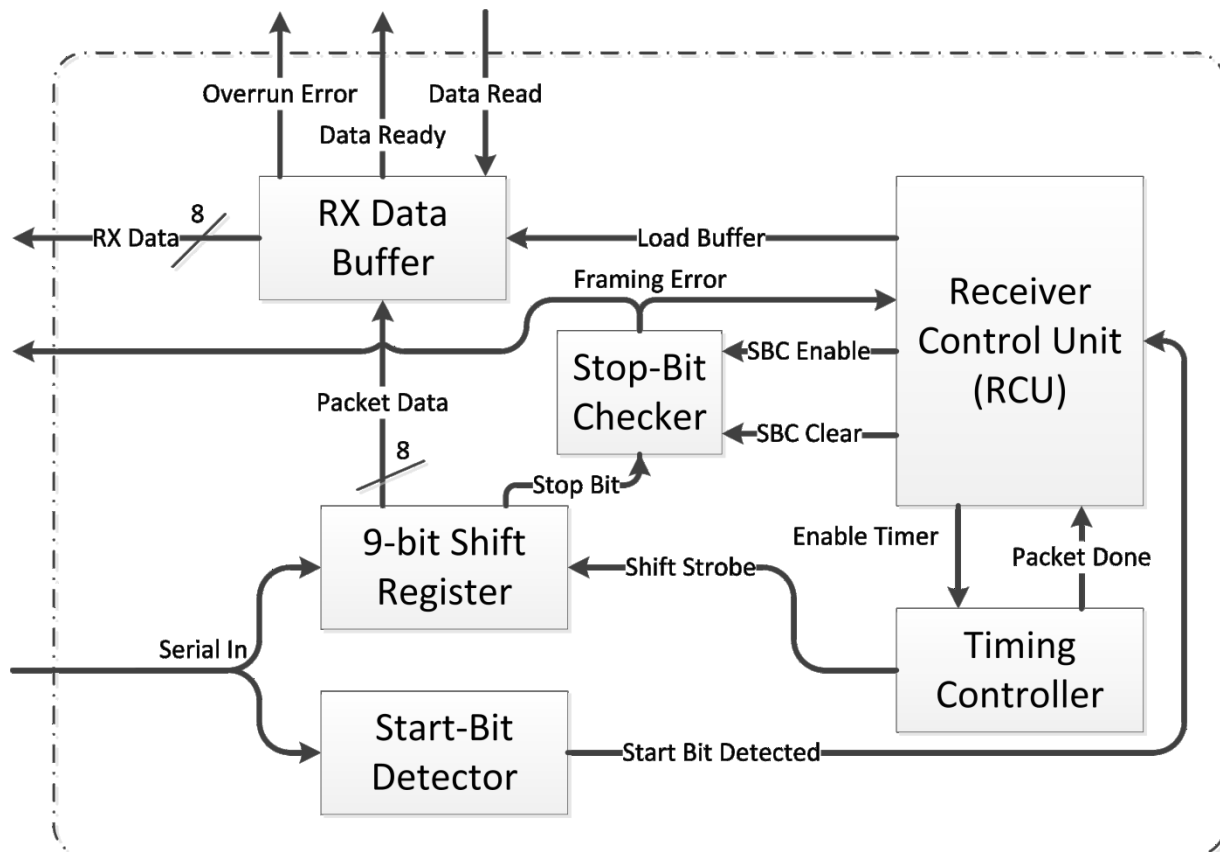 Overrun Error
Data Read
Data Ready
RX Data
Buffer
8
RX Data
Load Buffer
Framing Error
Receiver
Control Unit
(RCU)
Stop-Bit
Checker
SBC Enable
SBC Clear
Packet Data
8
Stop Bit
9-bit Shift
Register
Shift Strobe
Enable Timer
Packet Done
Serial In
Timing
Controller
Start-Bit
Detector
Start Bit Detected